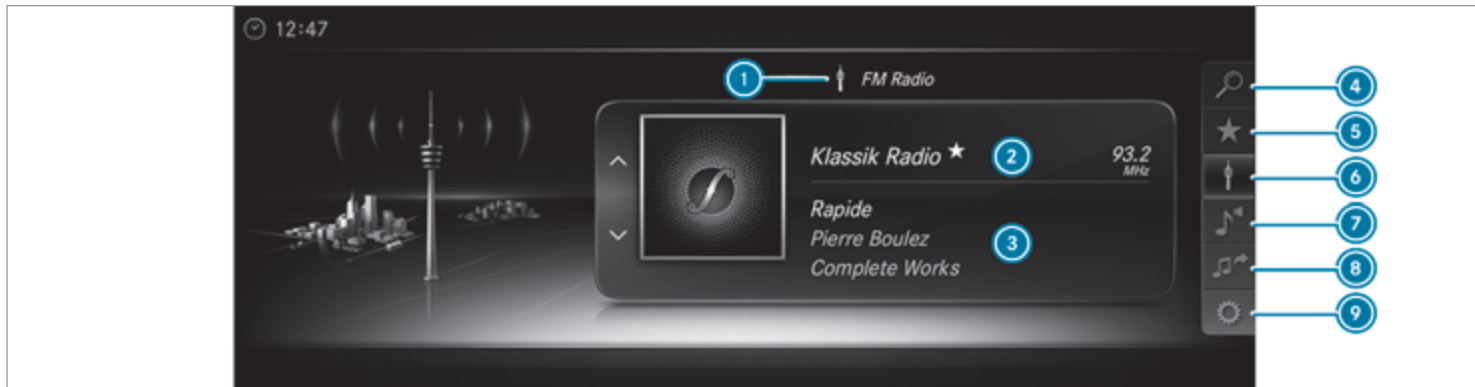 12:47
1 FM Radio
Klassik Radio ★ 2 93.2
MHz
Rapide
Pierre Boulez 3
Complete Works
4
5
6
7
8
9